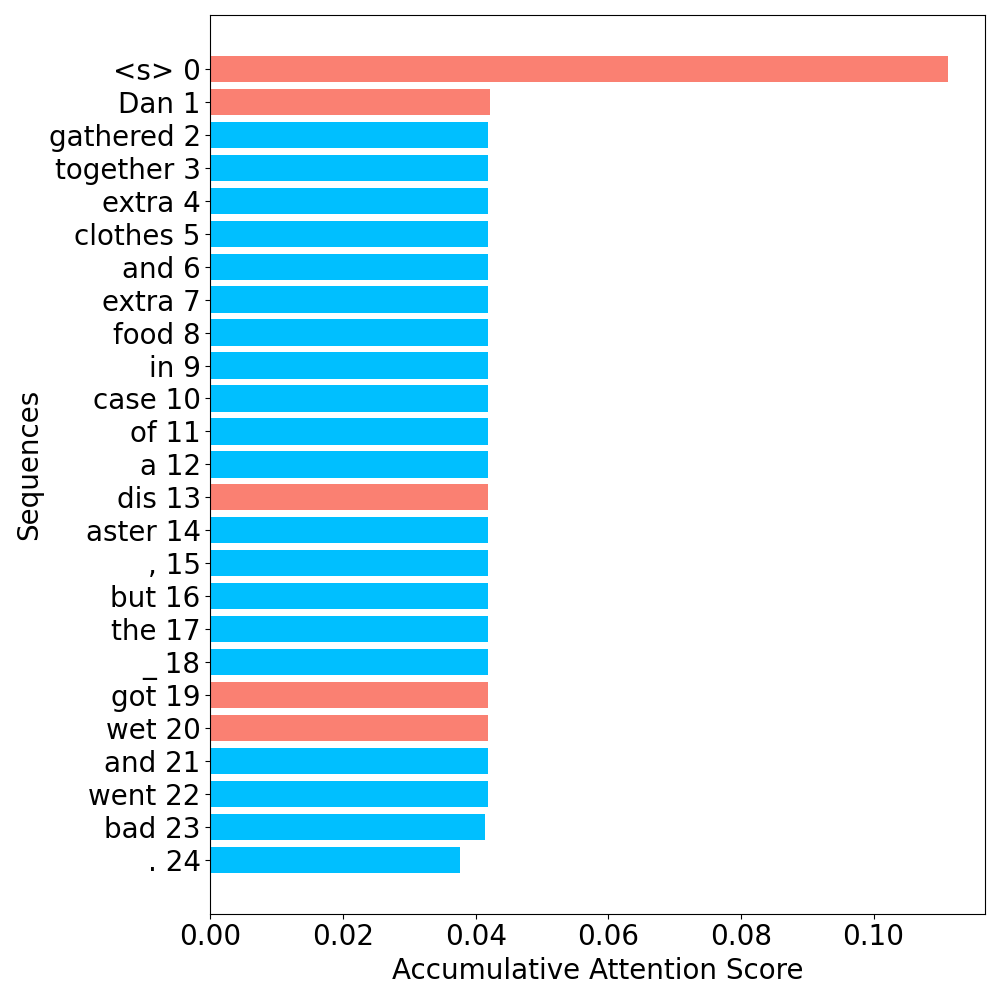 <s> 0
Dan 1
gathered 2
together 3
extra 4
clothes 5
and 6
extra 7
food 8
in 9
case 10
of 11
a 12
dis 13
aster 14
, 15
but 16
the 17
_ 18
got 19
wet 20
and 21
went 22
bad 23
. 24
Sequences
0.00 0.02 0.04 0.06 0.08 0.10
Accumulative Attention Score